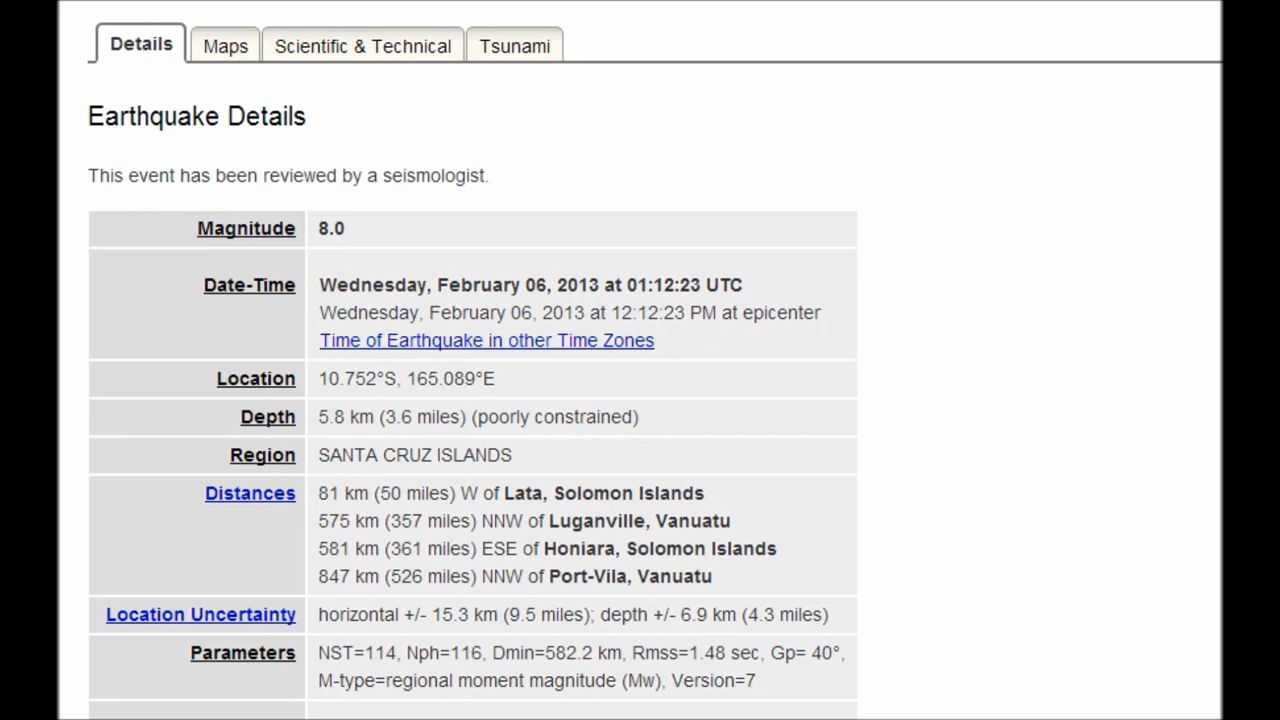 Details Maps Scientific & Technical Tsunami
Earthquake Details
This event has been reviewed by a seismologist.
Magnitude 8.0
Date-Time Wednesday, February 06, 2013 at 01:12:23 UTC
Wednesday, February 06, 2013 at 12:12:23 PM at epicenter
Time of Earthquake in other Time Zones
Location 10.752°S, 165.089°E
Depth 5.8 km (3.6 miles) (poorly constrained)
Region SANTA CRUZ ISLANDS
Distances 81 km (50 miles) W of Lata, Solomon Islands
575 km (357 miles) NNW of Luganville, Vanuatu
581 km (361 miles) ESE of Honiara, Solomon Islands
847 km (526 miles) NNW of Port-Vila, Vanuatu
Location Uncertainty horizontal +/- 15.3 km (9.5 miles); depth +/- 6.9 km (4.3 miles)
Parameters NST=114, Nph=116, Dmin=582.2 km, Rmss=1.48 sec, Gp= 40°,
M-type=regional moment magnitude (Mw), Version=7